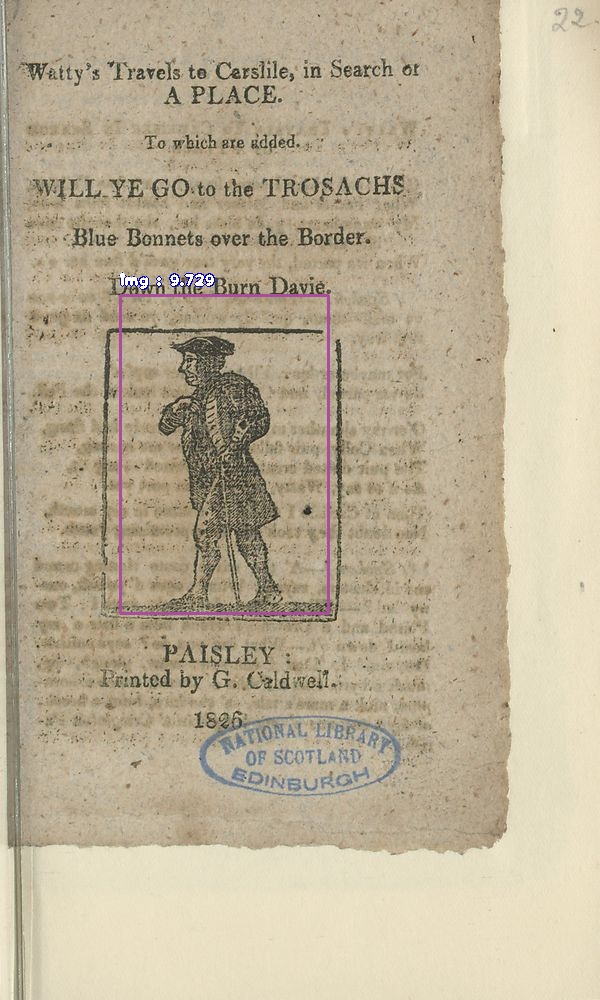 22.
Watty's Travels to Carslile, in Search of
A PLACE.
To which are added.
WILL YE GO to the TROSACHS
Blue Bonnets over the Border.
Down the Burn Davie.
img : 9.729
PAISLEY :
Printed by G. Caldwell.
1826
NATIONAL LIBRARY
OF SCOTLAND
EDINBURGH